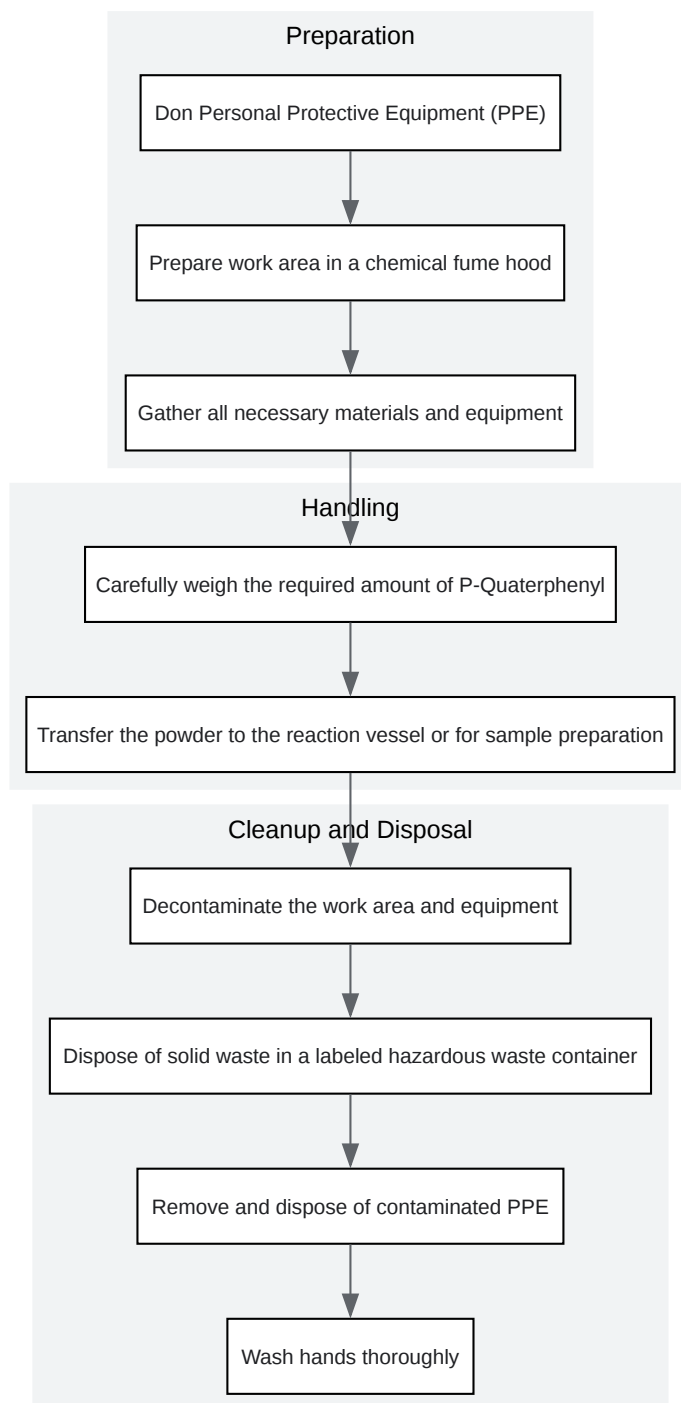 Preparation
Don Personal Protective Equipment (PPE)
Prepare work area in a chemical fume hood
Gather all necessary materials and equipment
Handling
Carefully weigh the required amount of P-Quaterphenyl
Transfer the powder to the reaction vessel or for sample preparation
Cleanup and Disposal
Decontaminate the work area and equipment
Dispose of solid waste in a labeled hazardous waste container
Remove and dispose of contaminated PPE
Wash hands thoroughly